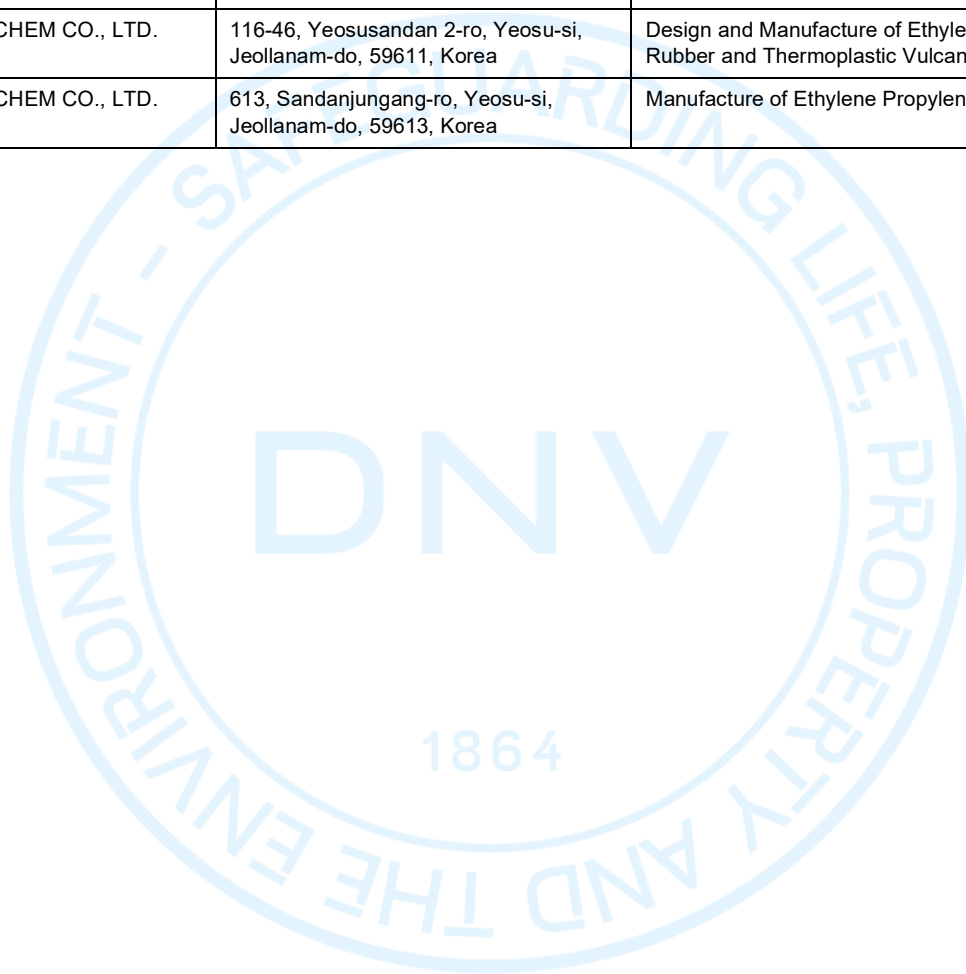 CHEM CO., LTD.
116-46, Yeosusandan 2-ro, Yeosu-si,
Jeollanam-do, 59611, Korea
Design and Manufacture of Ethyle
Rubber and Thermoplastic Vulcan
CHEM CO., LTD.
613, Sandanjungang-ro, Yeosu-si,
Jeollanam-do, 59613, Korea
Manufacture of Ethylene Propylen
SAFEGUARDING LIFE, PROPERTY AND THE ENVIRONMENT -
DNV
1864